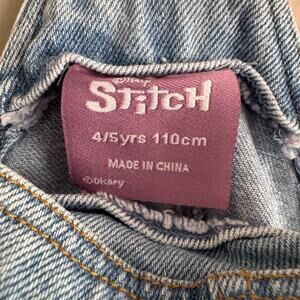 Disney
STiTCH
4/5yrs 110cm
MADE IN CHINA
©Disney